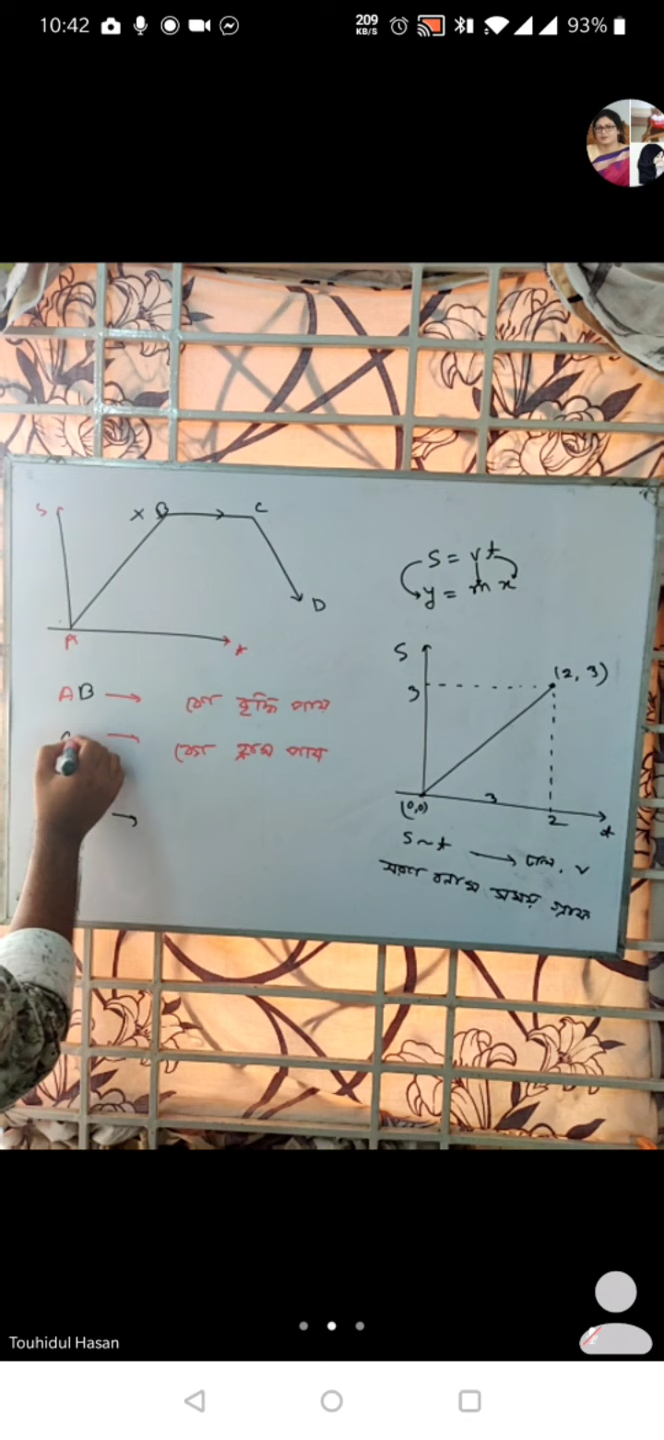 10:42
209
KB/S
93%
S
X B
C
D
A
t
S = vt
y = mx
AB → বেগ বৃদ্ধি পায়
→ বেগ হ্রাস পায়
→
S
3
(2, 3)
(0,0)
3
2
t
S ~ t → ঢাল, v
সরণ বনাম সময় গ্রাফ
Touhidul Hasan